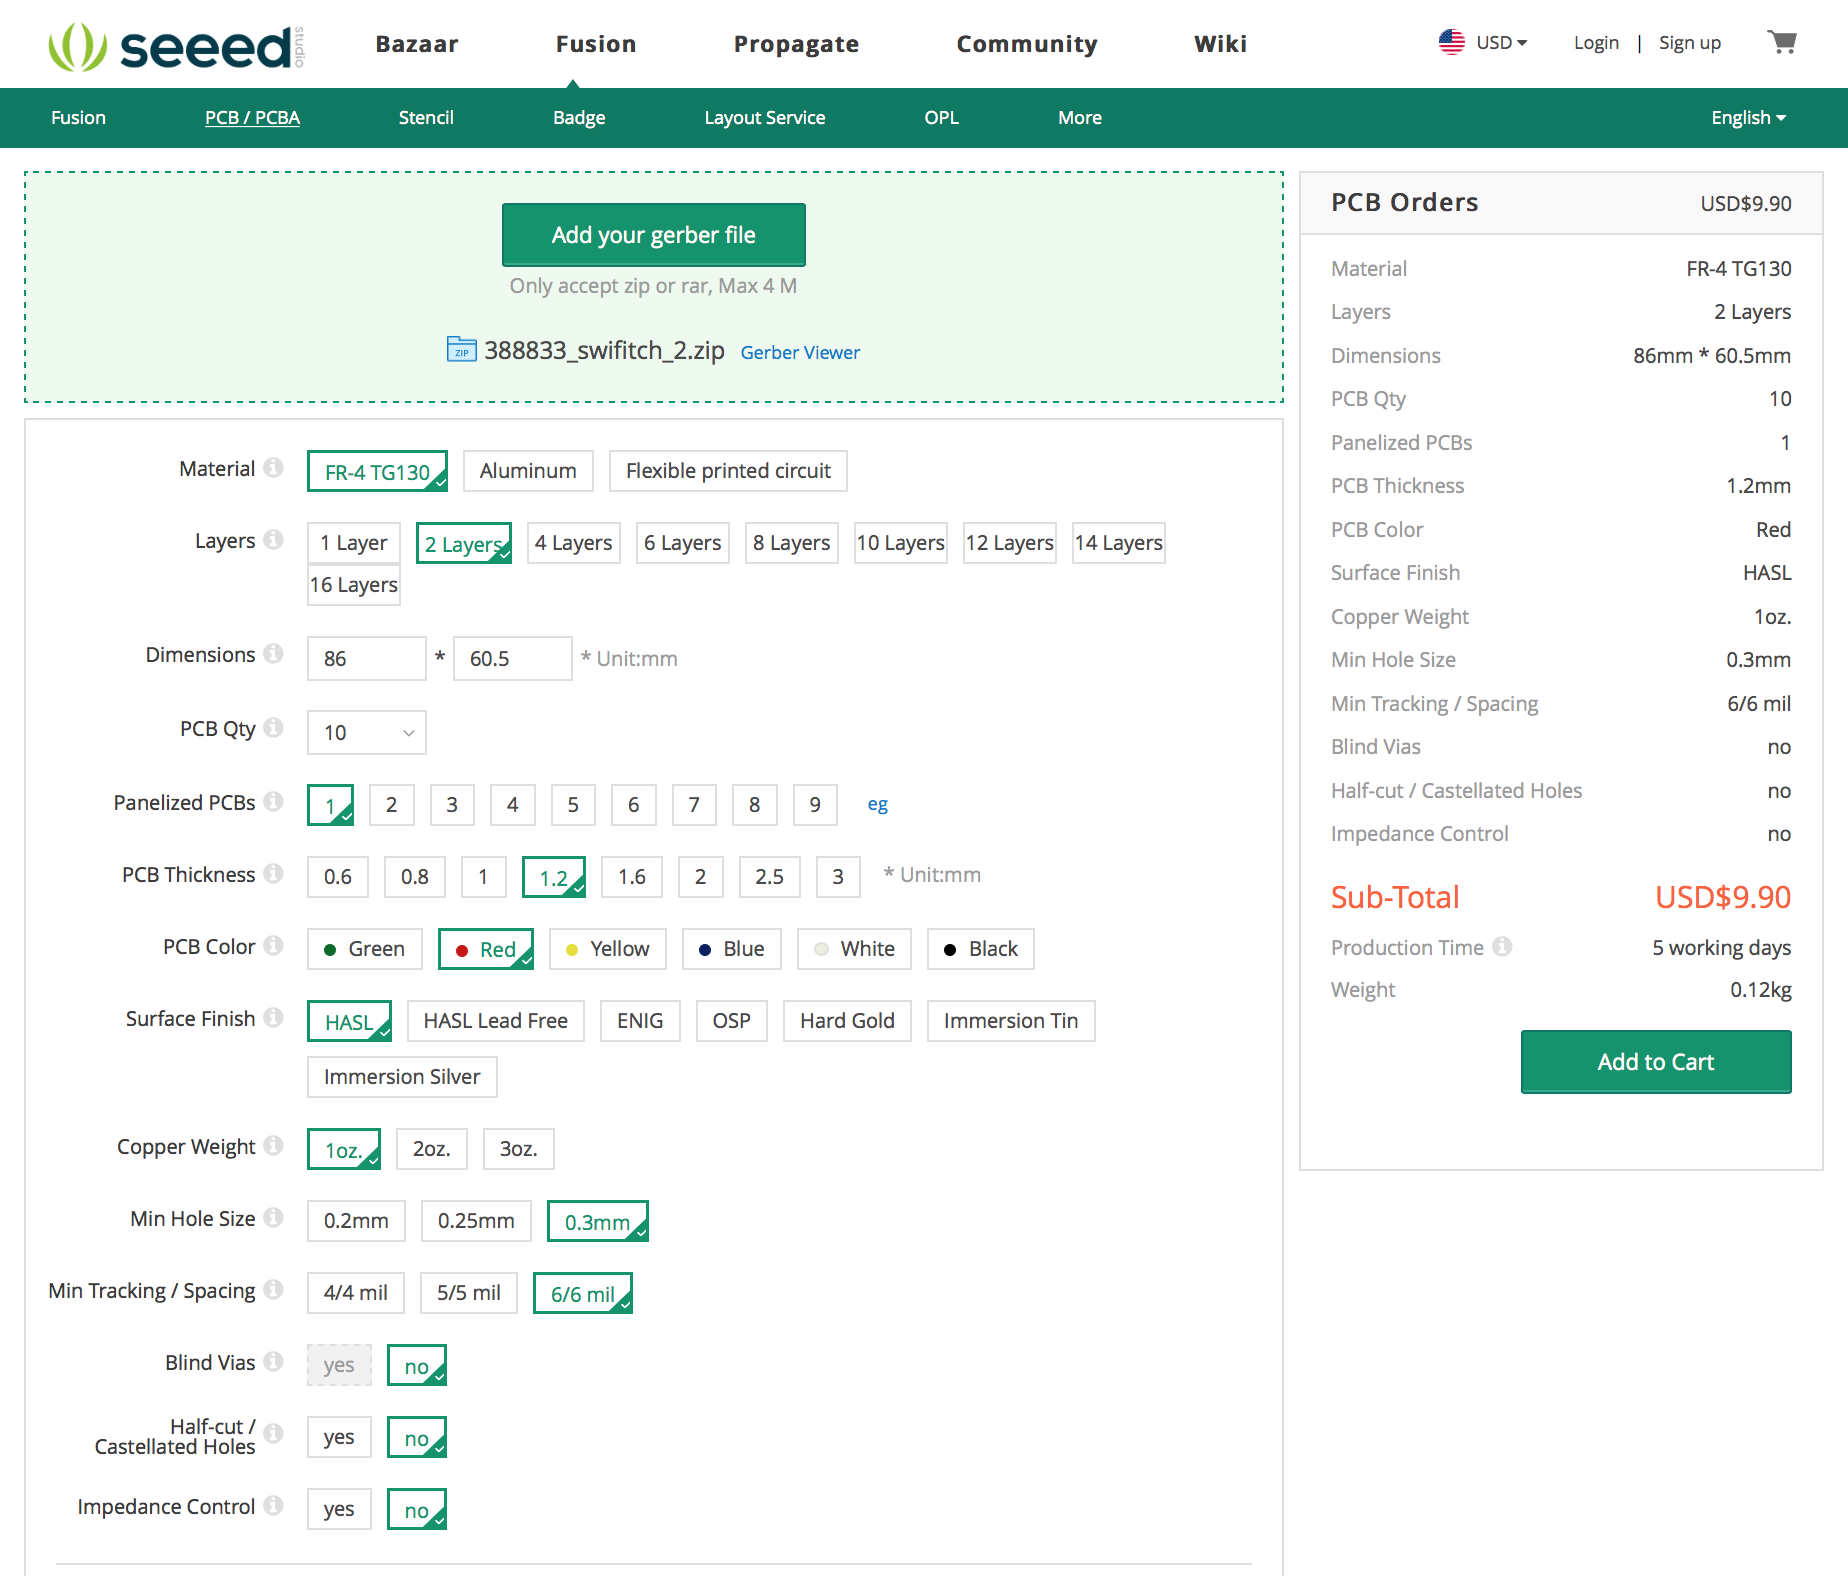 seeed studio
Bazaar Fusion Propagate Community Wiki
USD Login | Sign up
Fusion PCB / PCBA Stencil Badge Layout Service OPL More English
Add your gerber file
Only accept zip or rar, Max 4 M
ZIP 388833_swifitch_2.zip Gerber Viewer
Material FR-4 TG130 Aluminum Flexible printed circuit
Layers 1 Layer 2 Layers 4 Layers 6 Layers 8 Layers 10 Layers 12 Layers 14 Layers
16 Layers
Dimensions 86 * 60.5 * Unit:mm
PCB Qty 10
Panelized PCBs 1 2 3 4 5 6 7 8 9 eg
PCB Thickness 0.6 0.8 1 1.2 1.6 2 2.5 3 * Unit:mm
PCB Color Green Red Yellow Blue White Black
Surface Finish HASL HASL Lead Free ENIG OSP Hard Gold Immersion Tin
Immersion Silver
Copper Weight 1oz. 2oz. 3oz.
Min Hole Size 0.2mm 0.25mm 0.3mm
Min Tracking / Spacing 4/4 mil 5/5 mil 6/6 mil
Blind Vias yes no
Half-cut /
Castellated Holes yes no
Impedance Control yes no
PCB Orders USD$9.90
Material FR-4 TG130
Layers 2 Layers
Dimensions 86mm * 60.5mm
PCB Qty 10
Panelized PCBs 1
PCB Thickness 1.2mm
PCB Color Red
Surface Finish HASL
Copper Weight 1oz.
Min Hole Size 0.3mm
Min Tracking / Spacing 6/6 mil
Blind Vias no
Half-cut / Castellated Holes no
Impedance Control no
Sub-Total USD$9.90
Production Time 5 working days
Weight 0.12kg
Add to Cart